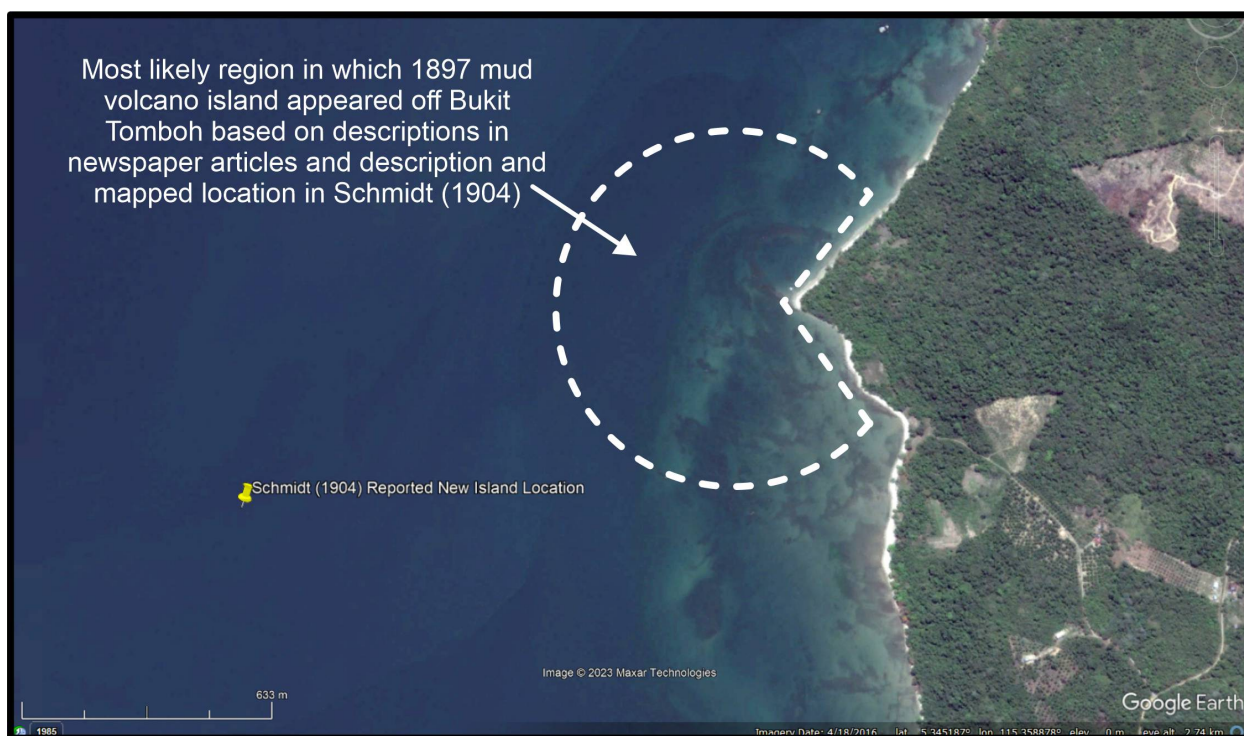 Most likely region in which 1897 mud
volcano island appeared off Bukit
Tomboh based on descriptions in
newspaper articles and description and
mapped location in Schmidt (1904)
Schmidt (1904) Reported New Island Location
Image © 2023 Maxar Technologies
633 m
Google Earth
1985
Imagery Date: 4/18/2016 lat 5.345187° lon 115.358878° elev 0 m eye alt 2.74 km